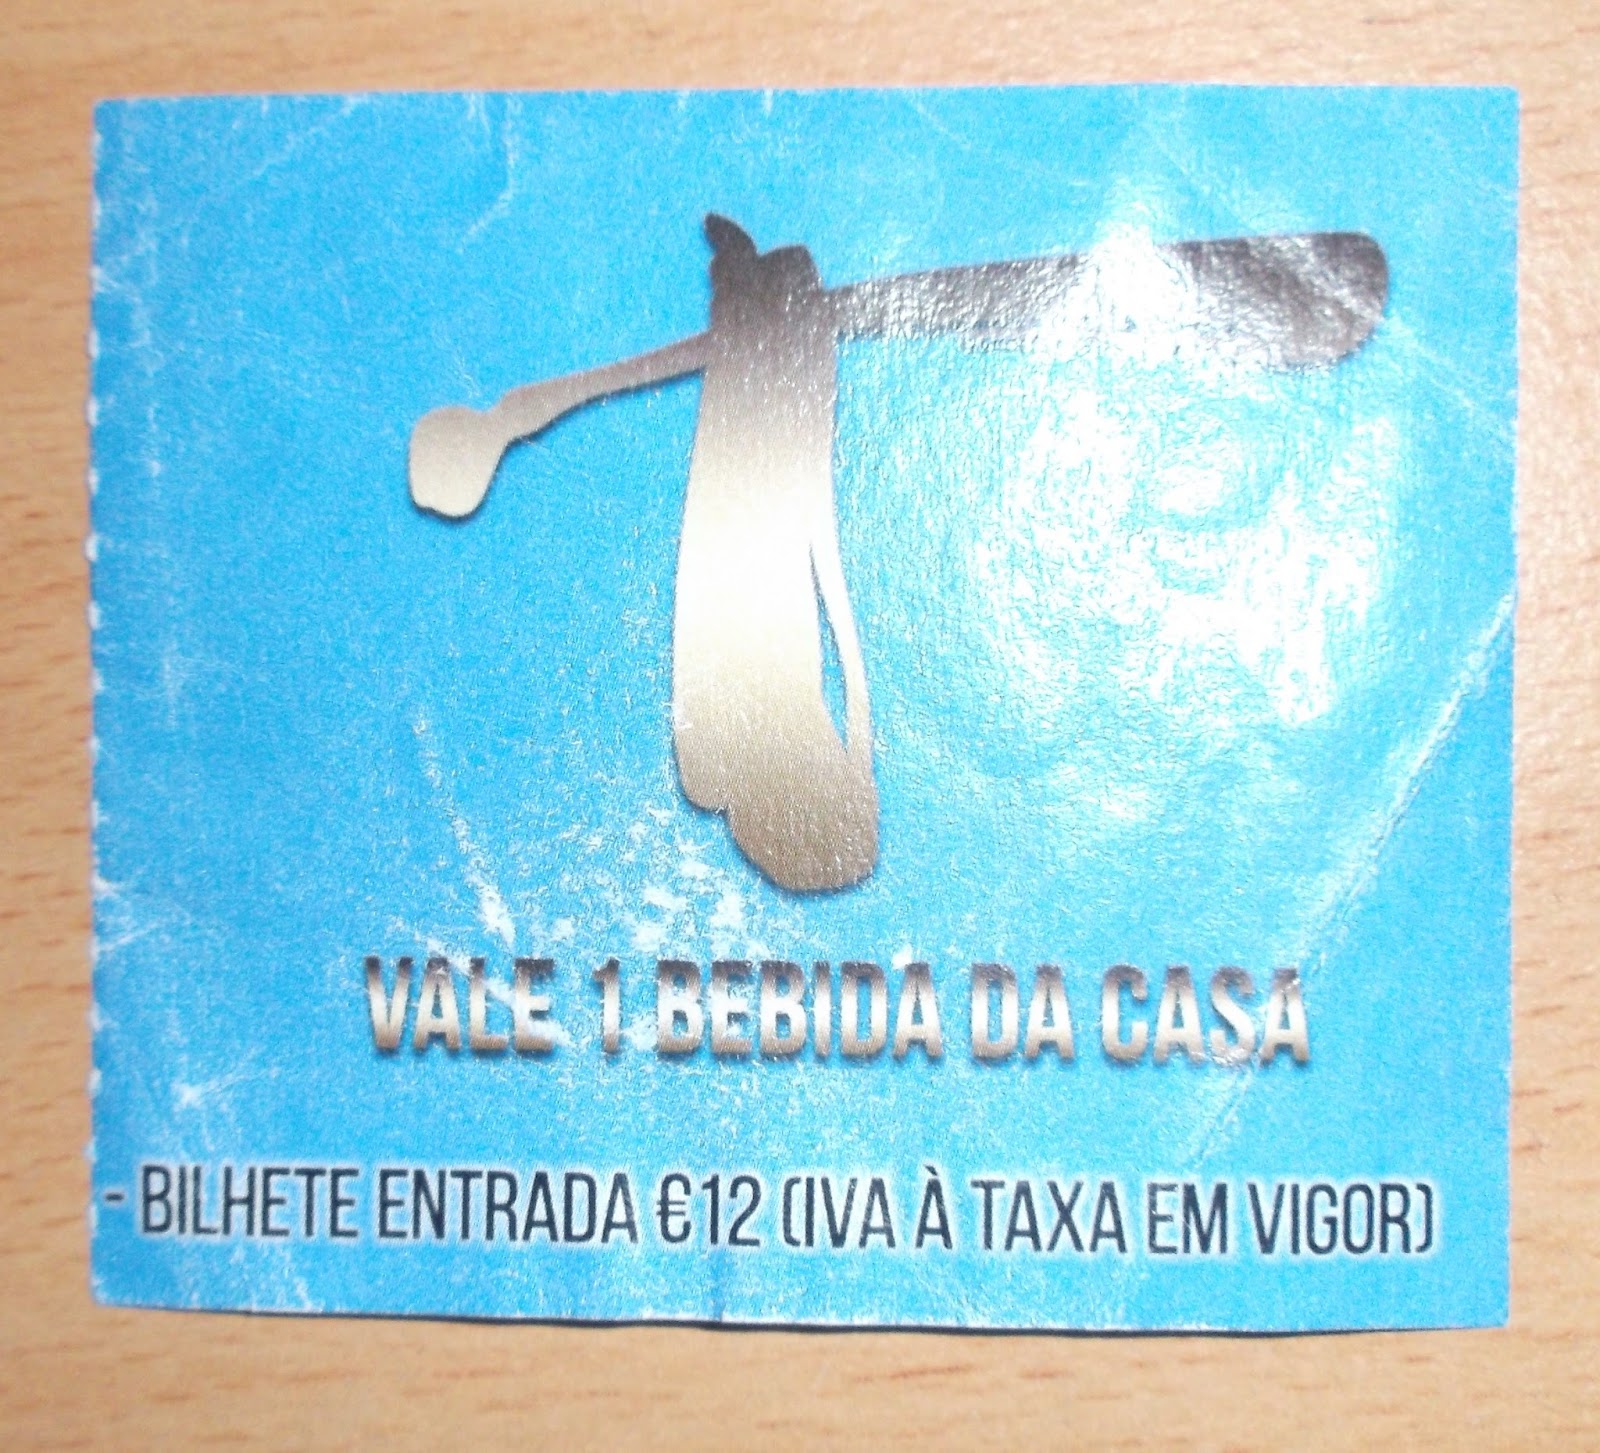 T
VALE 1 BEBIDA DA CASA
- BILHETE ENTRADA €12 (IVA À TAXA EM VIGOR)